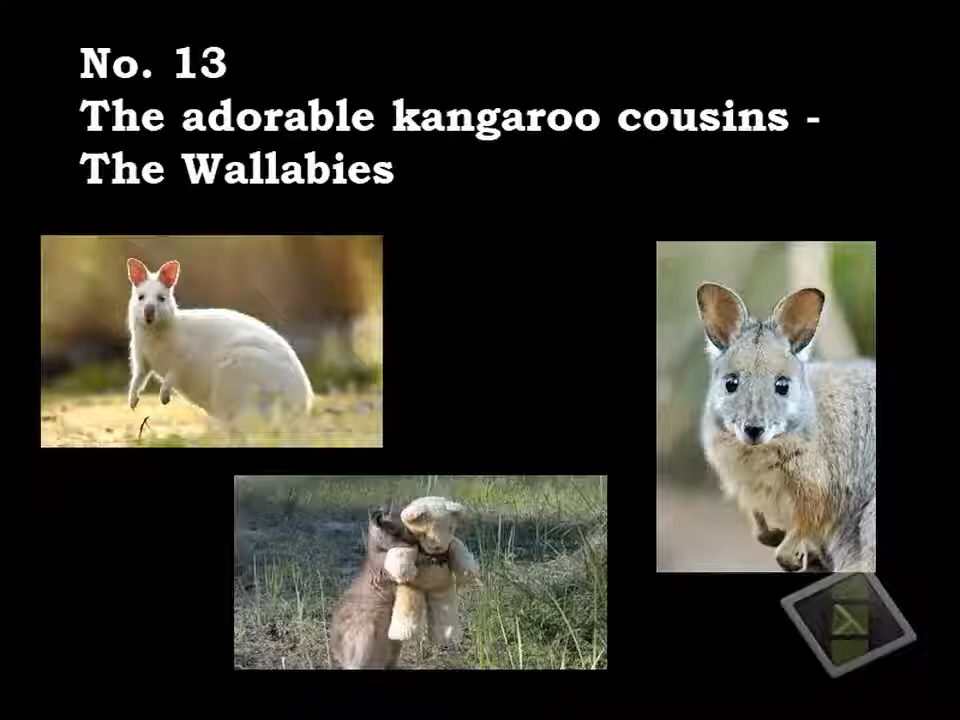 No. 13
The adorable kangaroo cousins -
The Wallabies